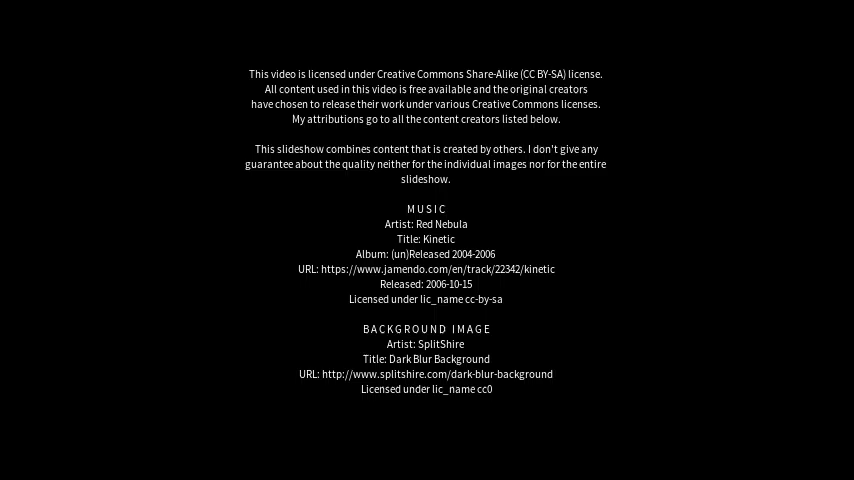 This video is licensed under Creative Commons Share-Alike (CC BY-SA) license.
All content used in this video is free available and the original creators
have chosen to release their work under various Creative Commons licenses.
My attributions go to all the content creators listed below.
This slideshow combines content that is created by others. I don't give any
guarantee about the quality neither for the individual images nor for the entire
slideshow.
MUSIC
Artist: Red Nebula
Title: Kinetic
Album: (un)Released 2004-2006
URL: https://www.jamendo.com/en/track/22342/kinetic
Released: 2006-10-15
Licensed under lic_name cc-by-sa
BACKGROUND IMAGE
Artist: SplitShire
Title: Dark Blur Background
URL: http://www.splitshire.com/dark-blur-background
Licensed under lic_name cc0